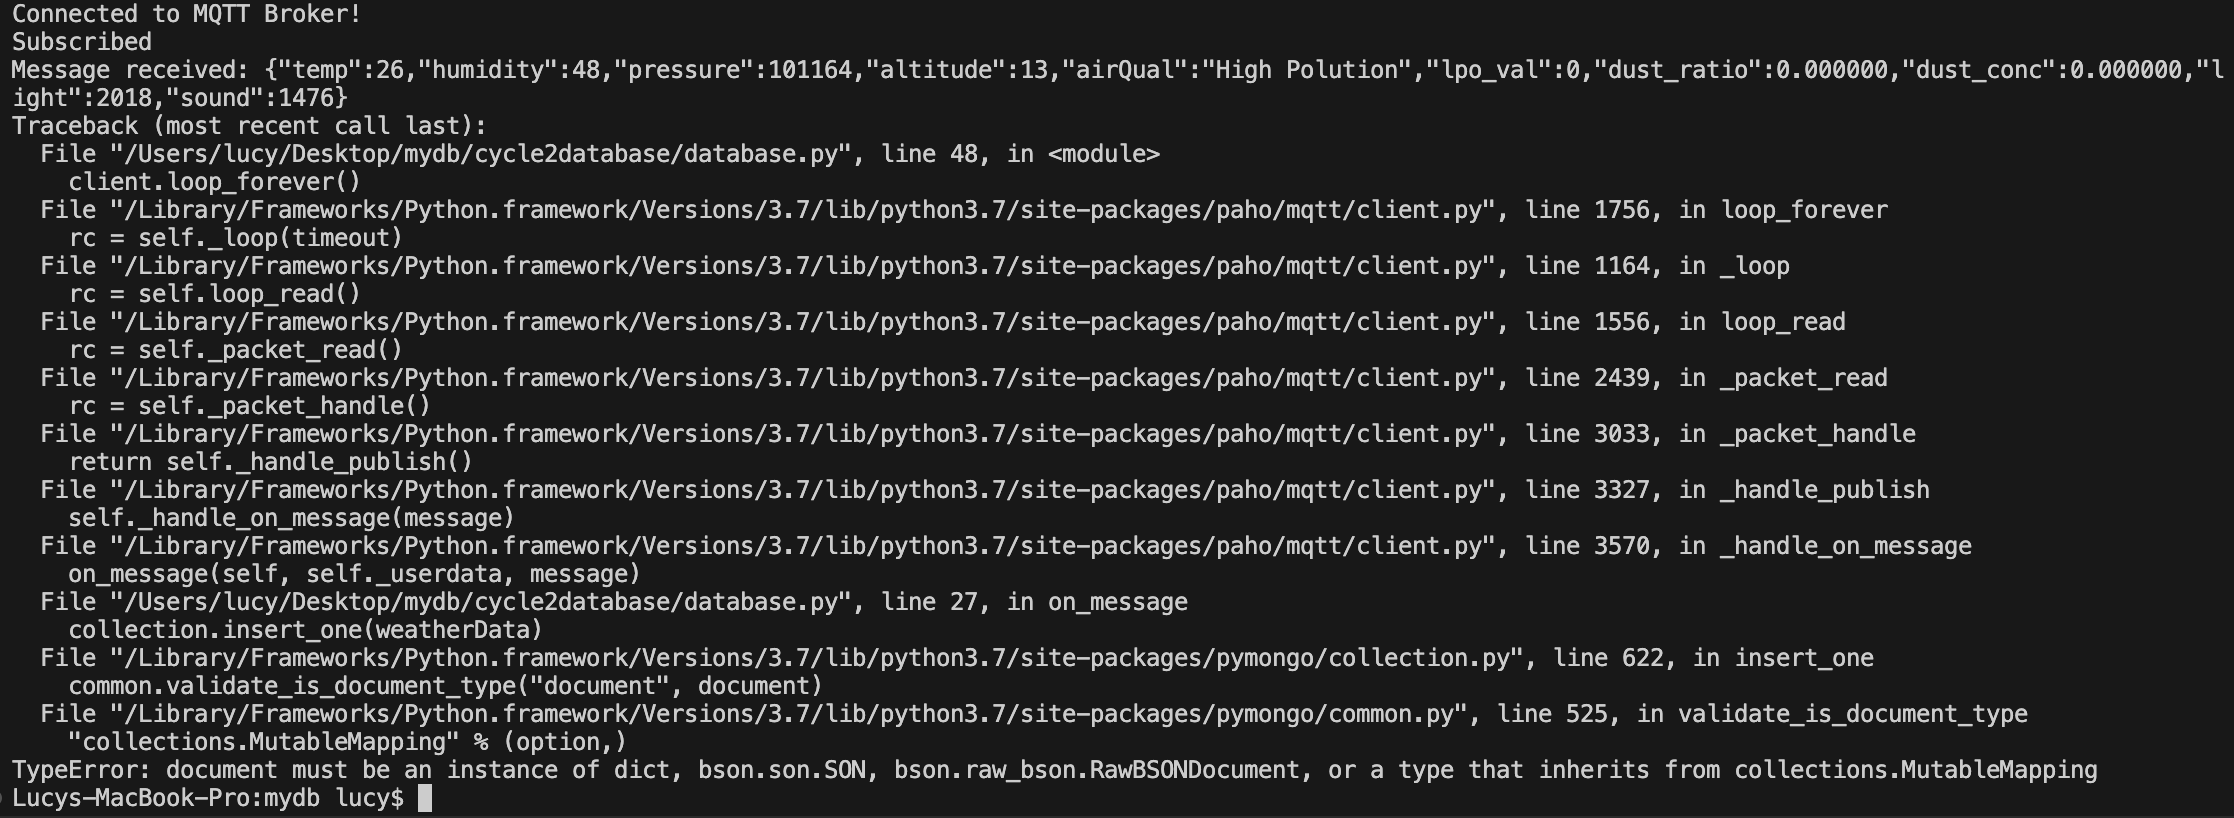 Connected to MQTT Broker!
Subscribed
Message received: {"temp":26,"humidity":48,"pressure":101164,"altitude":13,"airQual":"High Polution","lpo_val":0,"dust_ratio":0.000000,"dust_conc":0.000000,"l
ight":2018,"sound":1476}
Traceback (most recent call last):
  File "/Users/lucy/Desktop/mydb/cycle2database/database.py", line 48, in <module>
    client.loop_forever()
  File "/Library/Frameworks/Python.framework/Versions/3.7/lib/python3.7/site-packages/paho/mqtt/client.py", line 1756, in loop_forever
    rc = self._loop(timeout)
  File "/Library/Frameworks/Python.framework/Versions/3.7/lib/python3.7/site-packages/paho/mqtt/client.py", line 1164, in _loop
    rc = self.loop_read()
  File "/Library/Frameworks/Python.framework/Versions/3.7/lib/python3.7/site-packages/paho/mqtt/client.py", line 1556, in loop_read
    rc = self._packet_read()
  File "/Library/Frameworks/Python.framework/Versions/3.7/lib/python3.7/site-packages/paho/mqtt/client.py", line 2439, in _packet_read
    rc = self._packet_handle()
  File "/Library/Frameworks/Python.framework/Versions/3.7/lib/python3.7/site-packages/paho/mqtt/client.py", line 3033, in _packet_handle
    return self._handle_publish()
  File "/Library/Frameworks/Python.framework/Versions/3.7/lib/python3.7/site-packages/paho/mqtt/client.py", line 3327, in _handle_publish
    self._handle_on_message(message)
  File "/Library/Frameworks/Python.framework/Versions/3.7/lib/python3.7/site-packages/paho/mqtt/client.py", line 3570, in _handle_on_message
    on_message(self, self._userdata, message)
  File "/Users/lucy/Desktop/mydb/cycle2database/database.py", line 27, in on_message
    collection.insert_one(weatherData)
  File "/Library/Frameworks/Python.framework/Versions/3.7/lib/python3.7/site-packages/pymongo/collection.py", line 622, in insert_one
    common.validate_is_document_type("document", document)
  File "/Library/Frameworks/Python.framework/Versions/3.7/lib/python3.7/site-packages/pymongo/common.py", line 525, in validate_is_document_type
    "collections.MutableMapping" % (option,)
TypeError: document must be an instance of dict, bson.son.SON, bson.raw_bson.RawBSONDocument, or a type that inherits from collections.MutableMapping
Lucys-MacBook-Pro:mydb lucy$